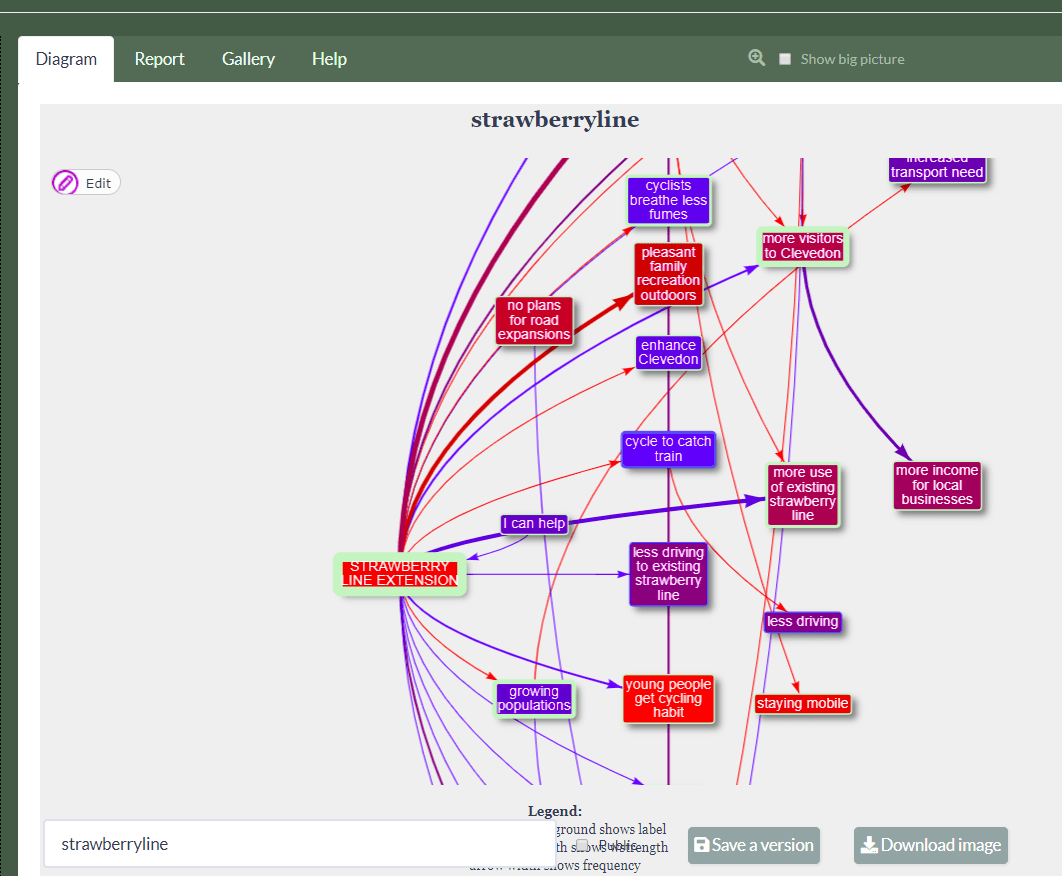 Diagram Report Gallery Help Show big picture
strawberryline
Edit
increased
transport need
cyclists
breathe less
fumes
more visitors
to Clevedon
pleasant
family
recreation
outdoors
no plans
for road
expansions
enhance
Clevedon
cycle to catch
train
more use
of existing
strawberry
line
more income
for local
businesses
I can help
STRAWBERRY
LINE EXTENSION
less driving
to existing
strawberry
line
less driving
young people
get cycling
habit
staying mobile
growing
populations
Legend:
ground shows label
th shows strength
arrow width shows frequency
strawberryline
Public
Save a version
Download image